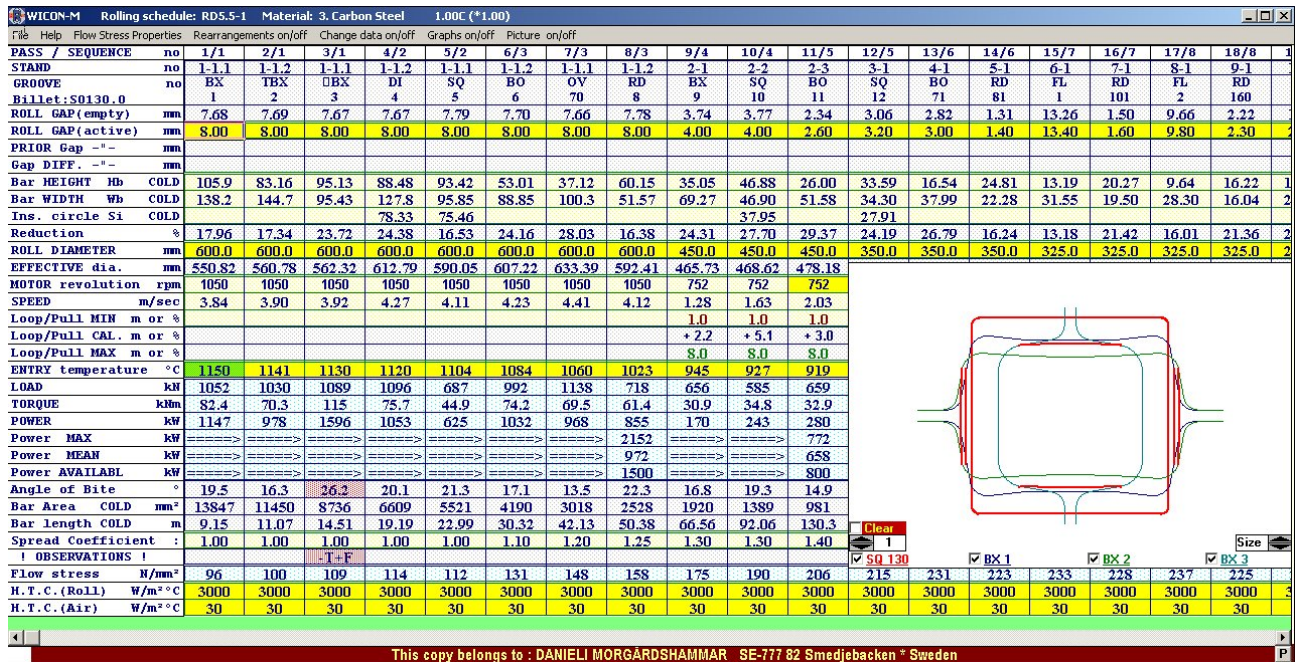 WICON-M Rolling schedule: RD5.5-1 Material: 3. Carbon Steel 1.00C (*1.00)
File Help Flow Stress Properties Rearrangements on/off Change data on/off Graphs on/off Picture on/off
PASS / SEQUENCE no 1/1 2/1 3/1 4/2 5/2 6/3 7/3 8/3 9/4 10/4 11/5 12/5 13/6 14/6 15/7 16/7 17/8 18/8 1
STAND no 1-1.1 1-1.2 1-1.1 1-1.2 1-1.1 1-1.2 1-1.1 1-1.2 2-1 2-2 2-3 3-1 4-1 5-1 6-1 7-1 8-1 9-1
GROOVE no BX TBX □BX DI SQ BO OV RD BX SQ BO SQ BO RD FL RD FL RD
Billet:S0130.0 1 2 3 4 5 6 70 8 9 10 11 12 71 81 1 101 2 160
ROLL GAP(empty) mm 7.68 7.69 7.67 7.67 7.79 7.70 7.66 7.78 3.74 3.77 2.34 3.06 2.82 1.31 13.26 1.50 9.66 2.22
ROLL GAP(active) mm 8.00 8.00 8.00 8.00 8.00 8.00 8.00 8.00 4.00 4.00 2.60 3.20 3.00 1.40 13.40 1.60 9.80 2.30
PRIOR Gap -"- mm
Gap DIFF. -"- mm
Bar HEIGHT Hb COLD 105.9 83.16 95.13 88.48 93.42 53.01 37.12 60.15 35.05 46.88 26.00 33.59 16.54 24.81 13.19 20.27 9.64 16.22 1
Bar WIDTH Wb COLD 138.2 144.7 95.43 127.8 95.85 88.85 100.3 51.57 69.27 46.90 51.58 34.30 37.99 22.28 31.55 19.50 28.30 16.04 2
Ins. circle Si COLD 78.33 75.46 37.95 27.91
Reduction % 17.96 17.34 23.72 24.38 16.53 24.16 28.03 16.38 24.31 27.70 29.37 24.19 26.79 16.24 13.18 21.42 16.01 21.36 2
ROLL DIAMETER mm 600.0 600.0 600.0 600.0 600.0 600.0 600.0 600.0 450.0 450.0 450.0 350.0 350.0 350.0 325.0 325.0 325.0 325.0 2
EFFECTIVE dia. mm 550.82 560.78 562.32 612.79 590.05 607.22 633.39 592.41 465.73 468.62 478.18
MOTOR revolution rpm 1050 1050 1050 1050 1050 1050 1050 1050 752 752 752
SPEED m/sec 3.84 3.90 3.92 4.27 4.11 4.23 4.41 4.12 1.28 1.63 2.03
Loop/Pull MIN m or % 1.0 1.0 1.0
Loop/Pull CAL. m or % + 2.2 + 5.1 + 3.0
Loop/Pull MAX m or % 8.0 8.0 8.0
ENTRY temperature °C 1150 1141 1130 1120 1104 1084 1060 1023 945 927 919
LOAD kN 1052 1030 1089 1096 687 992 1138 718 656 585 659
TORQUE kNm 82.4 70.3 115 75.7 44.9 74.2 69.5 61.4 30.9 34.8 32.9
POWER kW 1147 978 1596 1053 625 1032 968 855 170 243 280
Power MAX kW =====> =====> =====> =====> =====> =====> =====> 2152 =====> =====> 772
Power MEAN kW =====> =====> =====> =====> =====> =====> =====> 972 =====> =====> 658
Power AVAILABL kW =====> =====> =====> =====> =====> =====> =====> 1500 =====> =====> 800
Angle of Bite ° 19.5 16.3 26.2 20.1 21.3 17.1 13.5 22.3 16.8 19.3 14.9
Bar Area COLD mm² 13847 11450 8736 6609 5521 4190 3018 2528 1920 1389 981
Bar length COLD m 9.15 11.07 14.51 19.19 22.99 30.32 42.13 50.38 66.56 92.06 130.3 Clear
Spread Coefficient : 1.00 1.00 1.00 1.00 1.00 1.10 1.20 1.25 1.30 1.30 1.40 1 Size
! OBSERVATIONS ! -T+F SQ 130 BX 1 BX 2 BX 3
Flow stress N/mm² 96 100 109 114 112 131 148 158 175 190 206 215 231 223 233 228 237 225
H.T.C.(Roll) W/m²°C 3000 3000 3000 3000 3000 3000 3000 3000 3000 3000 3000 3000 3000 3000 3000 3000 3000 3000 3
H.T.C.(Air) W/m²°C 30 30 30 30 30 30 30 30 30 30 30 30 30 30 30 30 30 30
This copy belongs to : DANIELI MORGÅRDSHAMMAR SE-777 82 Smedjebacken * Sweden P